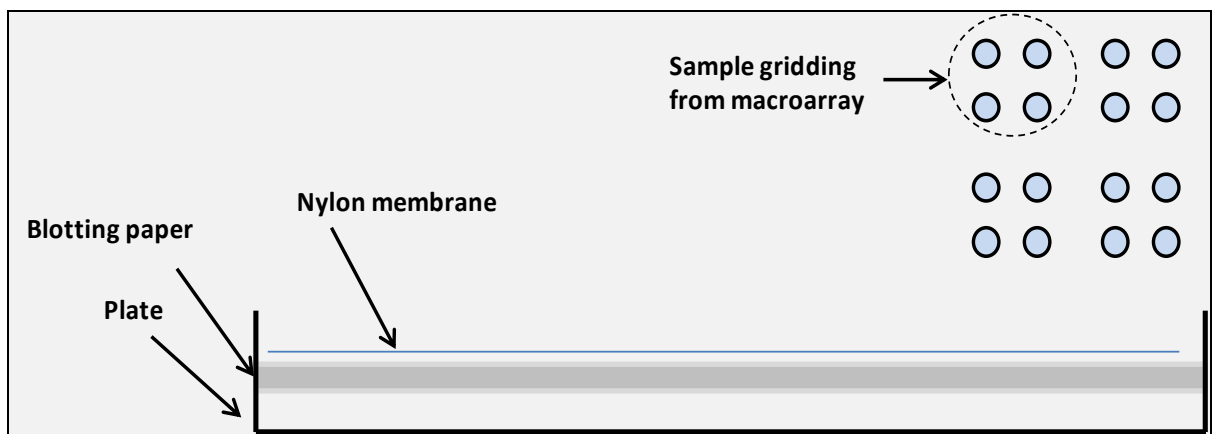 Sample gridding
from macroarray
Nylon membrane
Blotting paper
Plate